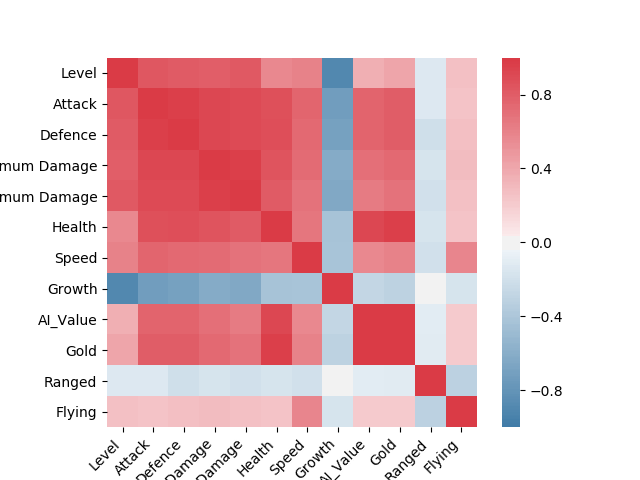 Level
Attack
Defence
mum Damage
mum Damage
Health
Speed
Growth
AI_Value
Gold
Ranged
Flying
Level
Attack
Defence
Damage
Damage
Health
Speed
Growth
AI_Value
Gold
Ranged
Flying
0.8
0.4
0.0
−0.4
−0.8